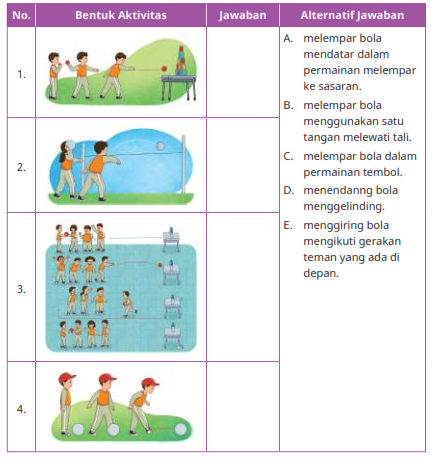 No. Bentuk Aktivitas Jawaban Alternatif Jawaban
1.
2.
3.
4.
A. melempar bola
mendatar dalam
permainan melempar
ke sasaran.
B. melempar bola
menggunakan satu
tangan melewati tali.
C. melempar bola dalam
permainan tembol.
D. menendanng bola
menggelinding.
E. menggiring bola
mengikuti gerakan
teman yang ada di
depan.